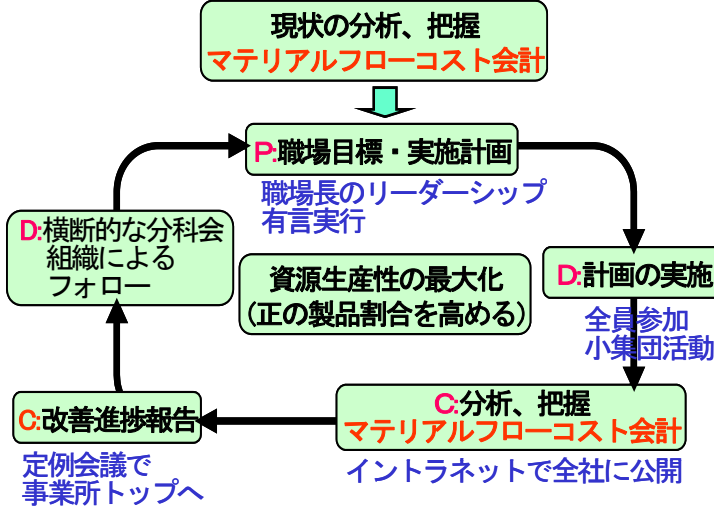 現状の分析、把握
マテリアルフローコスト会計
P:職場目標・実施計画
職場長のリーダーシップ
有言実行
D:横断的な分科会
組織による
フォロー
資源生産性の最大化
(正の製品割合を高める)
D:計画の実施
全員参加
小集団活動
C:分析、把握
マテリアルフローコスト会計
C:改善進捗報告
イントラネットで全社に公開
定例会議で
事業所トップへ